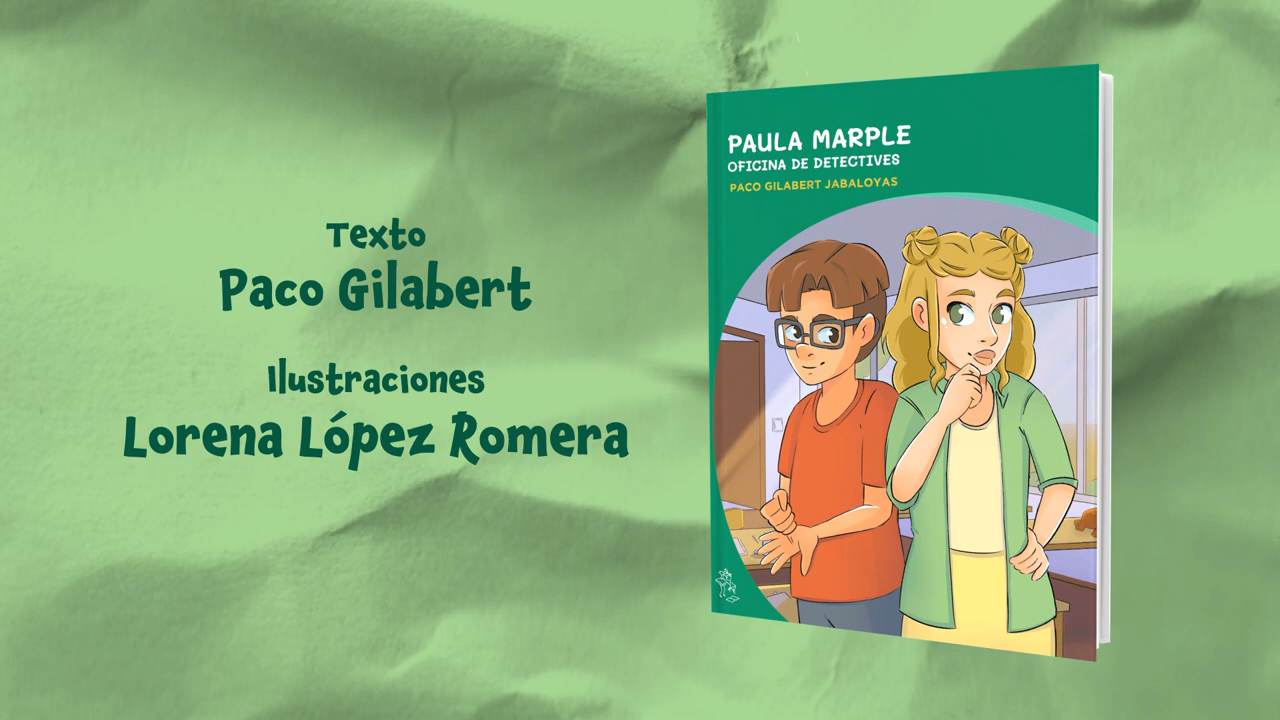 Texto
Paco Gilabert
Ilustraciones
Lorena López Romera
PAULA MARPLE
OFICINA DE DETECTIVES
PACO GILABERT JABALOYAS